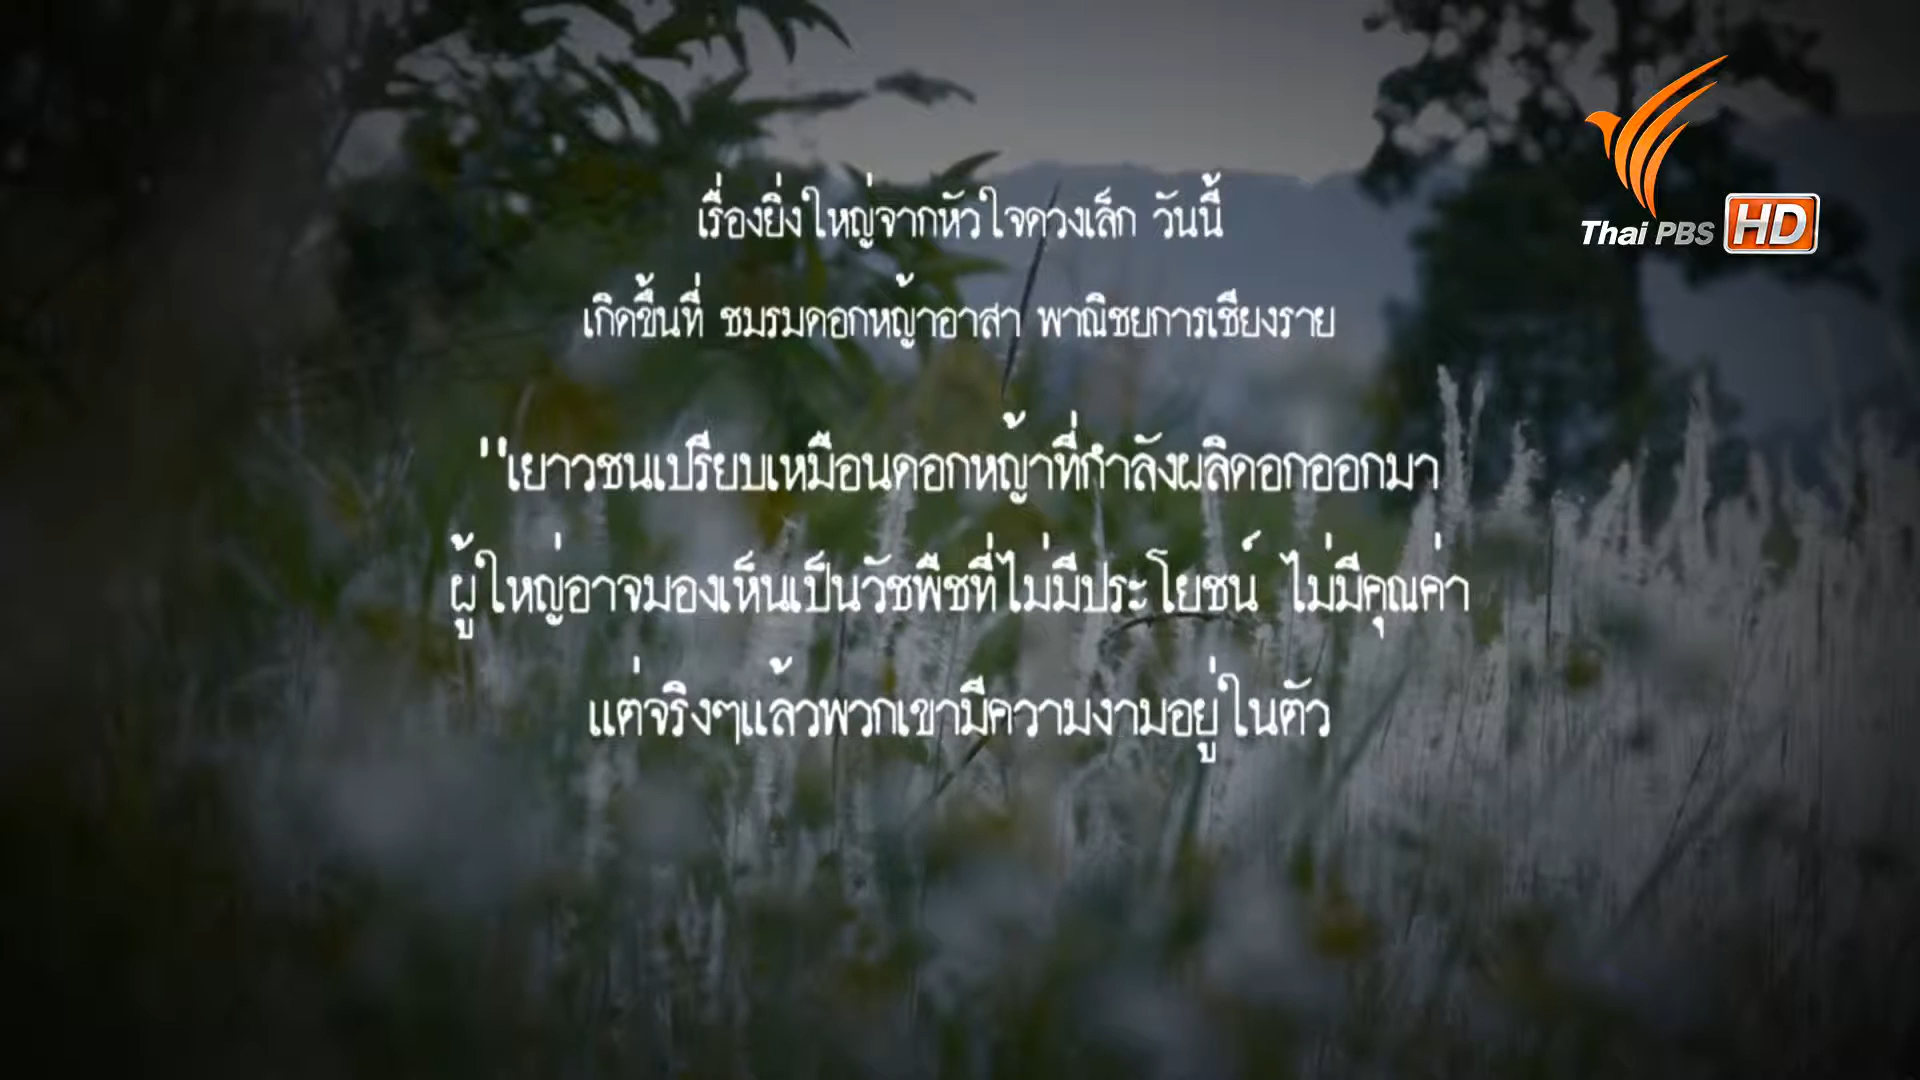 เรื่องยิ่งใหญ่จากหัวใจดวงเล็ก วันนี้
เกิดขึ้นที่ ชมรมดอกหญ้าอาสา พาณิชยการเชียงราย
"เยาวชนเปรียบเหมือนดอกหญ้าที่กำลังผลิดอกออกมา
ผู้ใหญ่อาจมองเห็นเป็นวัชพืชที่ไม่มีประโยชน์ ไม่มีคุณค่า
แต่จริงๆแล้วพวกเขามีความงามอยู่ในตัว
Thai PBS HD